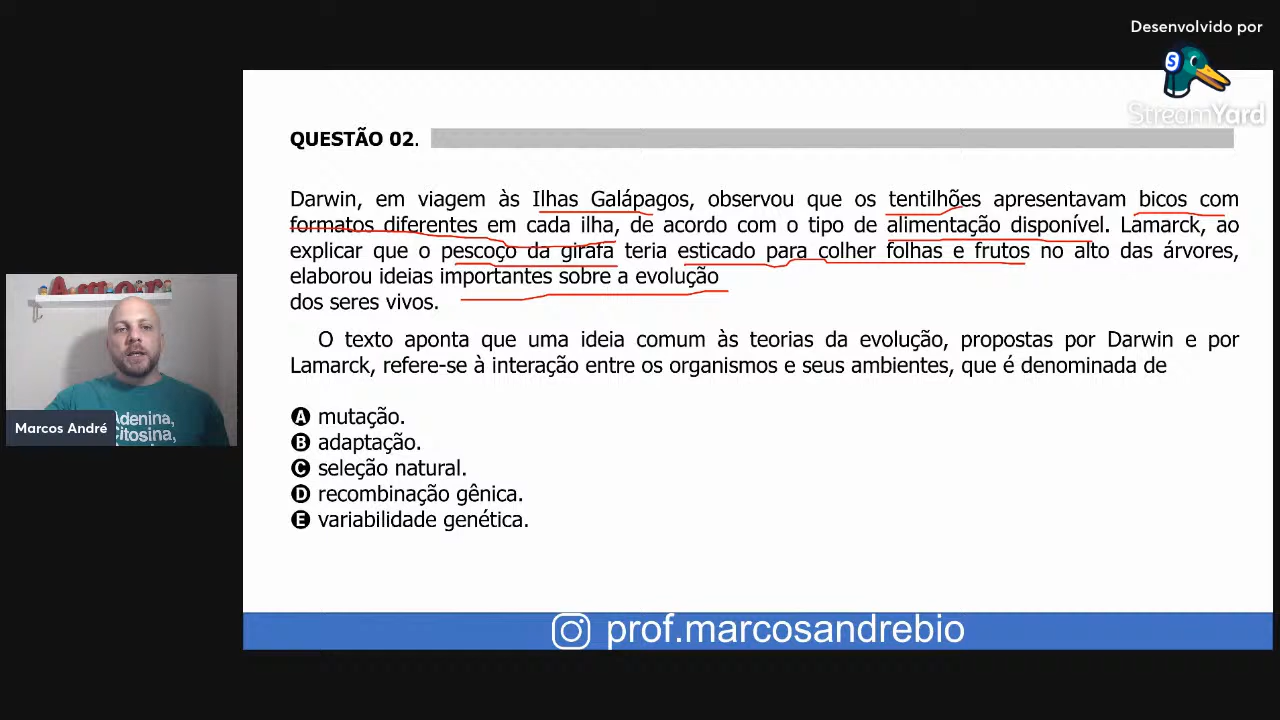 Desenvolvido por
StreamYard
QUESTÃO 02.
Darwin, em viagem às Ilhas Galápagos, observou que os tentilhões apresentavam bicos com
formatos diferentes em cada ilha, de acordo com o tipo de alimentação disponível. Lamarck, ao
explicar que o pescoço da girafa teria esticado para colher folhas e frutos no alto das árvores,
elaborou ideias importantes sobre a evolução
dos seres vivos.
O texto aponta que uma ideia comum às teorias da evolução, propostas por Darwin e por
Lamarck, refere-se à interação entre os organismos e seus ambientes, que é denominada de
A mutação.
B adaptação.
C seleção natural.
D recombinação gênica.
E variabilidade genética.
Amor
Adenina,
Citosina,
Marcos André
prof.marcosandrebio